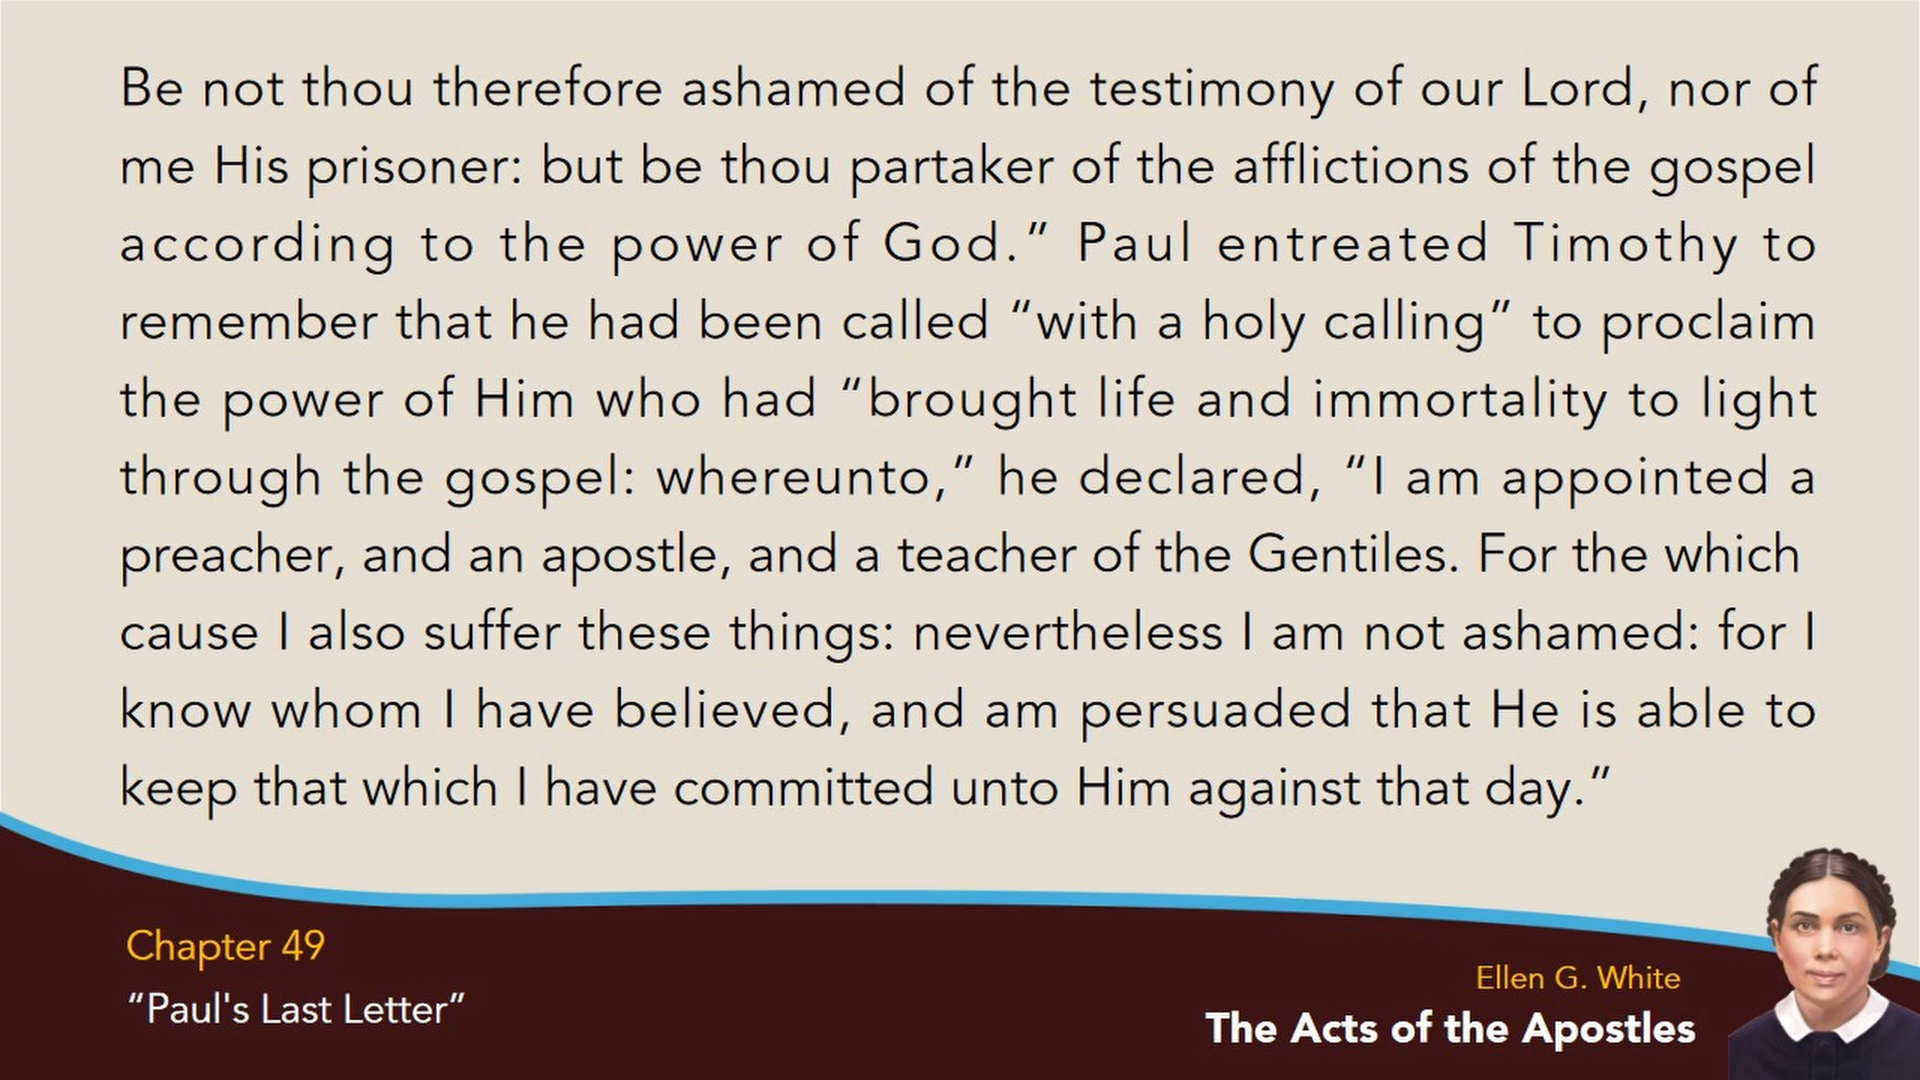 Be not thou therefore ashamed of the testimony of our Lord, nor of
me His prisoner: but be thou partaker of the afflictions of the gospel
according to the power of God.” Paul entreated Timothy to
remember that he had been called “with a holy calling” to proclaim
the power of Him who had “brought life and immortality to light
through the gospel: whereunto,” he declared, “I am appointed a
preacher, and an apostle, and a teacher of the Gentiles. For the which
cause I also suffer these things: nevertheless I am not ashamed: for I
know whom I have believed, and am persuaded that He is able to
keep that which I have committed unto Him against that day.”
Chapter 49
“Paul's Last Letter”
Ellen G. White
The Acts of the Apostles